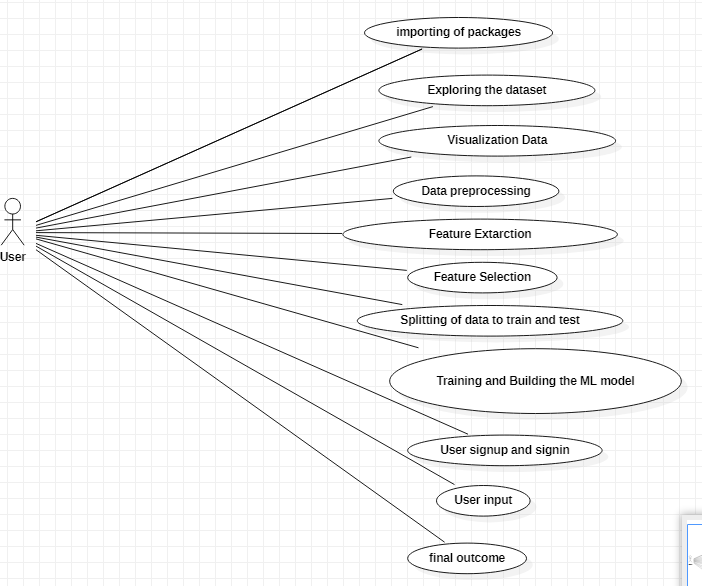 importing of packages
Exploring the dataset
Visualization Data
Data preprocessing
Feature Extarction
User
Feature Selection
Splitting of data to train and test
Training and Building the ML model
User signup and signin
User input
final outcome